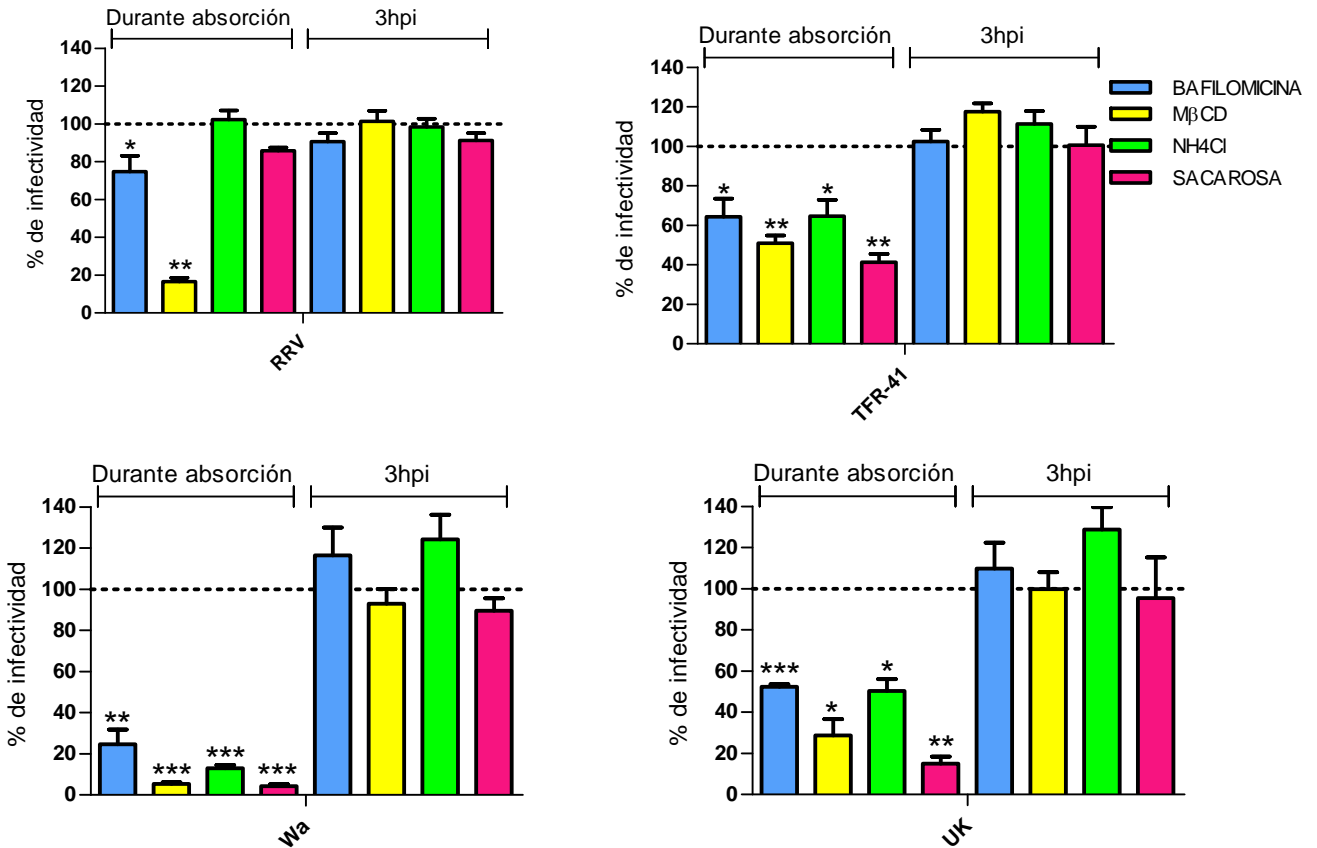 Durante absorción 3hpi
140
120
100
80
60
40
20
0
% de infectividad
* **
RRV
Durante absorción 3hpi
140
120
100
80
60
40
20
0
% de infectividad
* ** * **
TFR-41
BAFILOMICINA
MβCD
NH4Cl
SACAROSA
Durante absorción 3hpi
140
120
100
80
60
40
20
0
% de infectividad
** *** *** ***
Wa
Durante absorción 3hpi
140
120
100
80
60
40
20
0
% de infectividad
*** * * **
UK